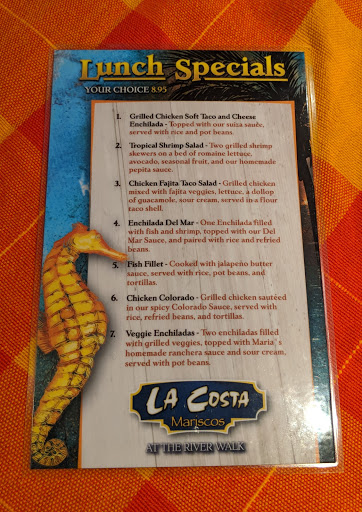 Lunch Specials
YOUR CHOICE 8.95
1. Grilled Chicken Soft Taco and Cheese
Enchilada - Topped with our suiza sauce,
served with rice and pot beans.
2. Tropical Shrimp Salad - Two grilled shrimp
skewers on a bed of romaine lettuce,
avocado, seasonal fruit, and our homemade
pepita sauce.
3. Chicken Fajita Taco Salad - Grilled chicken
mixed with fajita veggies, lettuce, a dollop
of guacamole, sour cream, served in a flour
taco shell.
4. Enchilada Del Mar - One Enchilada filled
with fish and shrimp, topped with our Del
Mar Sauce, and paired with rice and refried
beans.
5. Fish Fillet - Cooked with jalapeño butter
sauce, served with rice, pot beans, and
tortillas.
6. Chicken Colorado - Grilled chicken sautéed
in our spicy Colorado Sauce, served with
rice, refried beans, and tortillas.
7. Veggie Enchiladas - Two enchiladas filled
with grilled veggies, topped with Maria`s
homemade ranchera sauce and sour cream,
served with pot beans.
LA COSTA
Mariscos
AT THE RIVER WALK